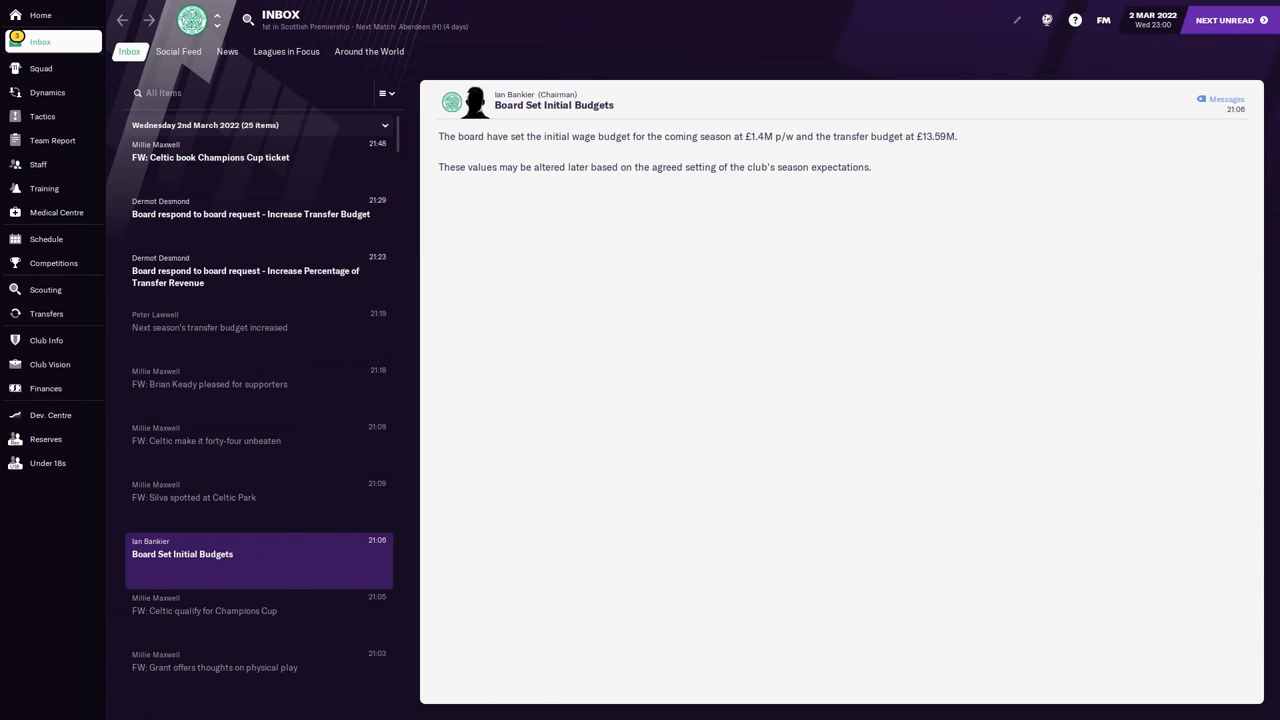 Home
3
Inbox
Squad
Dynamics
Tactics
Team Report
Staff
Training
Medical Centre
Schedule
Competitions
Scouting
Transfers
Club Info
Club Vision
Finances
Dev. Centre
Reserves
Under 18s
INBOX
1st in Scottish Premiership - Next Match: Aberdeen (H) (4 days)
FM
2 MAR 2022
Wed 23:00
NEXT UNREAD
Inbox Social Feed News Leagues in Focus Around the World
All Items
Wednesday 2nd March 2022 (25 items)
Millie Maxwell 21:48
FW: Celtic book Champions Cup ticket
Dermot Desmond 21:29
Board respond to board request - Increase Transfer Budget
Dermot Desmond 21:23
Board respond to board request - Increase Percentage of
Transfer Revenue
Peter Lawwell 21:19
Next season's transfer budget increased
Millie Maxwell 21:18
FW: Brian Keady pleased for supporters
Millie Maxwell 21:09
FW: Celtic make it forty-four unbeaten
Millie Maxwell 21:09
FW: Silva spotted at Celtic Park
Ian Bankier 21:06
Board Set Initial Budgets
Millie Maxwell 21:05
FW: Celtic qualify for Champions Cup
Millie Maxwell 21:03
FW: Grant offers thoughts on physical play
Ian Bankier (Chairman)
Board Set Initial Budgets
Messages
21:06
The board have set the initial wage budget for the coming season at £1.4M p/w and the transfer budget at £13.59M.
These values may be altered later based on the agreed setting of the club's season expectations.